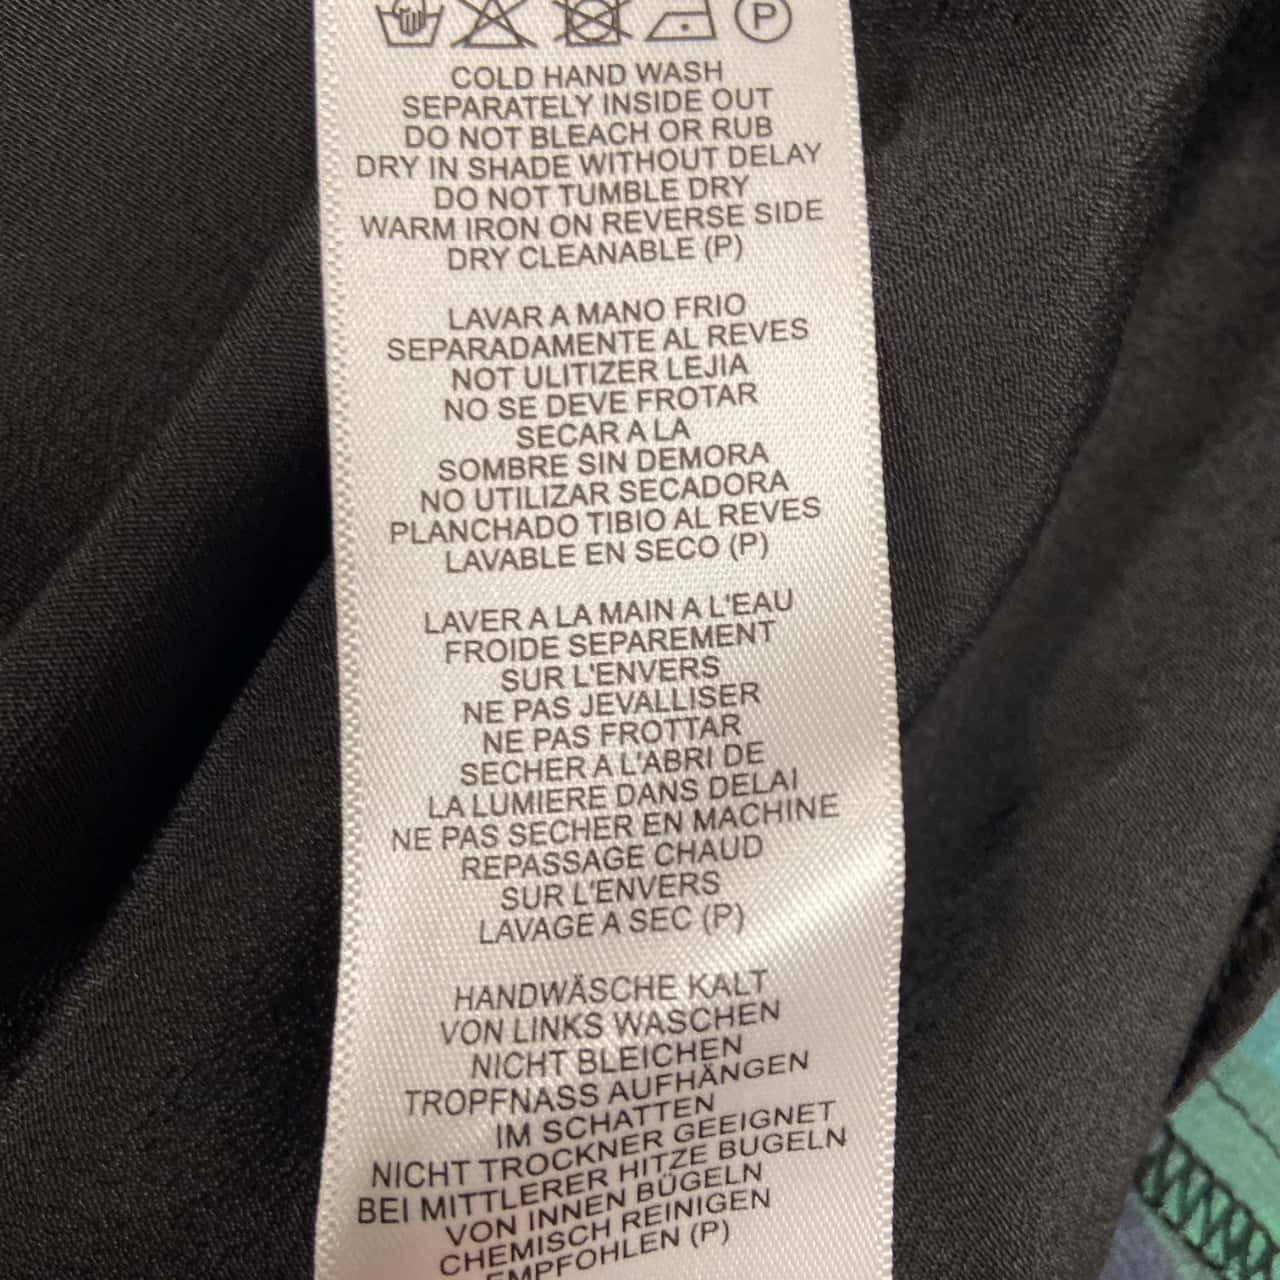 P
COLD HAND WASH
SEPARATELY INSIDE OUT
DO NOT BLEACH OR RUB
DRY IN SHADE WITHOUT DELAY
DO NOT TUMBLE DRY
WARM IRON ON REVERSE SIDE
DRY CLEANABLE (P)
LAVAR A MANO FRIO
SEPARADAMENTE AL REVES
NOT ULITIZER LEJIA
NO SE DEVE FROTAR
SECAR A LA
SOMBRE SIN DEMORA
NO UTILIZAR SECADORA
PLANCHADO TIBIO AL REVES
LAVABLE EN SECO (P)
LAVER A LA MAIN A L'EAU
FROIDE SEPAREMENT
SUR L'ENVERS
NE PAS JEVALLISER
NE PAS FROTTAR
SECHER A L'ABRI DE
LA LUMIERE DANS DELAI
NE PAS SECHER EN MACHINE
REPASSAGE CHAUD
SUR L'ENVERS
LAVAGE A SEC (P)
HANDWÄSCHE KALT
VON LINKS WASCHEN
NICHT BLEICHEN
TROPFNASS AUFHÄNGEN
IM SCHATTEN
NICHT TROCKNER GEEIGNET
BEI MITTLERER HITZE BUGELN
VON INNEN BÜGELN
CHEMISCH REINIGEN
EMPFOHLEN (P)